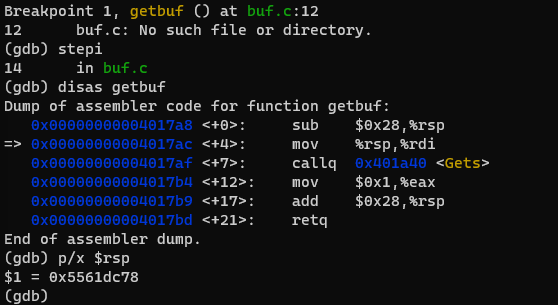 Breakpoint 1, getbuf () at buf.c:12
12      buf.c: No such file or directory.
(gdb) stepi
14      in buf.c
(gdb) disas getbuf
Dump of assembler code for function getbuf:
   0x00000000004017a8 <+0>:     sub    $0x28,%rsp
=> 0x00000000004017ac <+4>:     mov    %rsp,%rdi
   0x00000000004017af <+7>:     callq  0x401a40 <Gets>
   0x00000000004017b4 <+12>:    mov    $0x1,%eax
   0x00000000004017b9 <+17>:    add    $0x28,%rsp
   0x00000000004017bd <+21>:    retq
End of assembler dump.
(gdb) p/x $rsp
$1 = 0x5561dc78
(gdb)